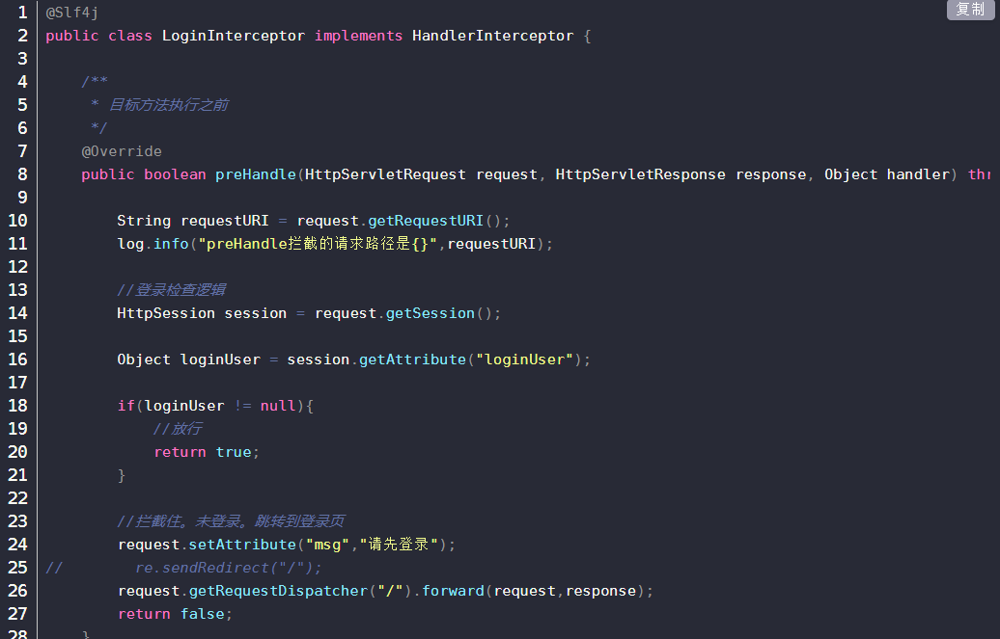 复制
1 @Slf4j
2 public class LoginInterceptor implements HandlerInterceptor {
3
4     /**
5      * 目标方法执行之前
6      */
7     @Override
8     public boolean preHandle(HttpServletRequest request, HttpServletResponse response, Object handler) thr
9
10         String requestURI = request.getRequestURI();
11         log.info("preHandle拦截的请求路径是{}",requestURI);
12
13         //登录检查逻辑
14         HttpSession session = request.getSession();
15
16         Object loginUser = session.getAttribute("loginUser");
17
18         if(loginUser != null){
19             //放行
20             return true;
21         }
22
23         //拦截住。未登录。跳转到登录页
24         request.setAttribute("msg","请先登录");
25 //        re.sendRedirect("/");
26         request.getRequestDispatcher("/").forward(request,response);
27         return false;
28     }